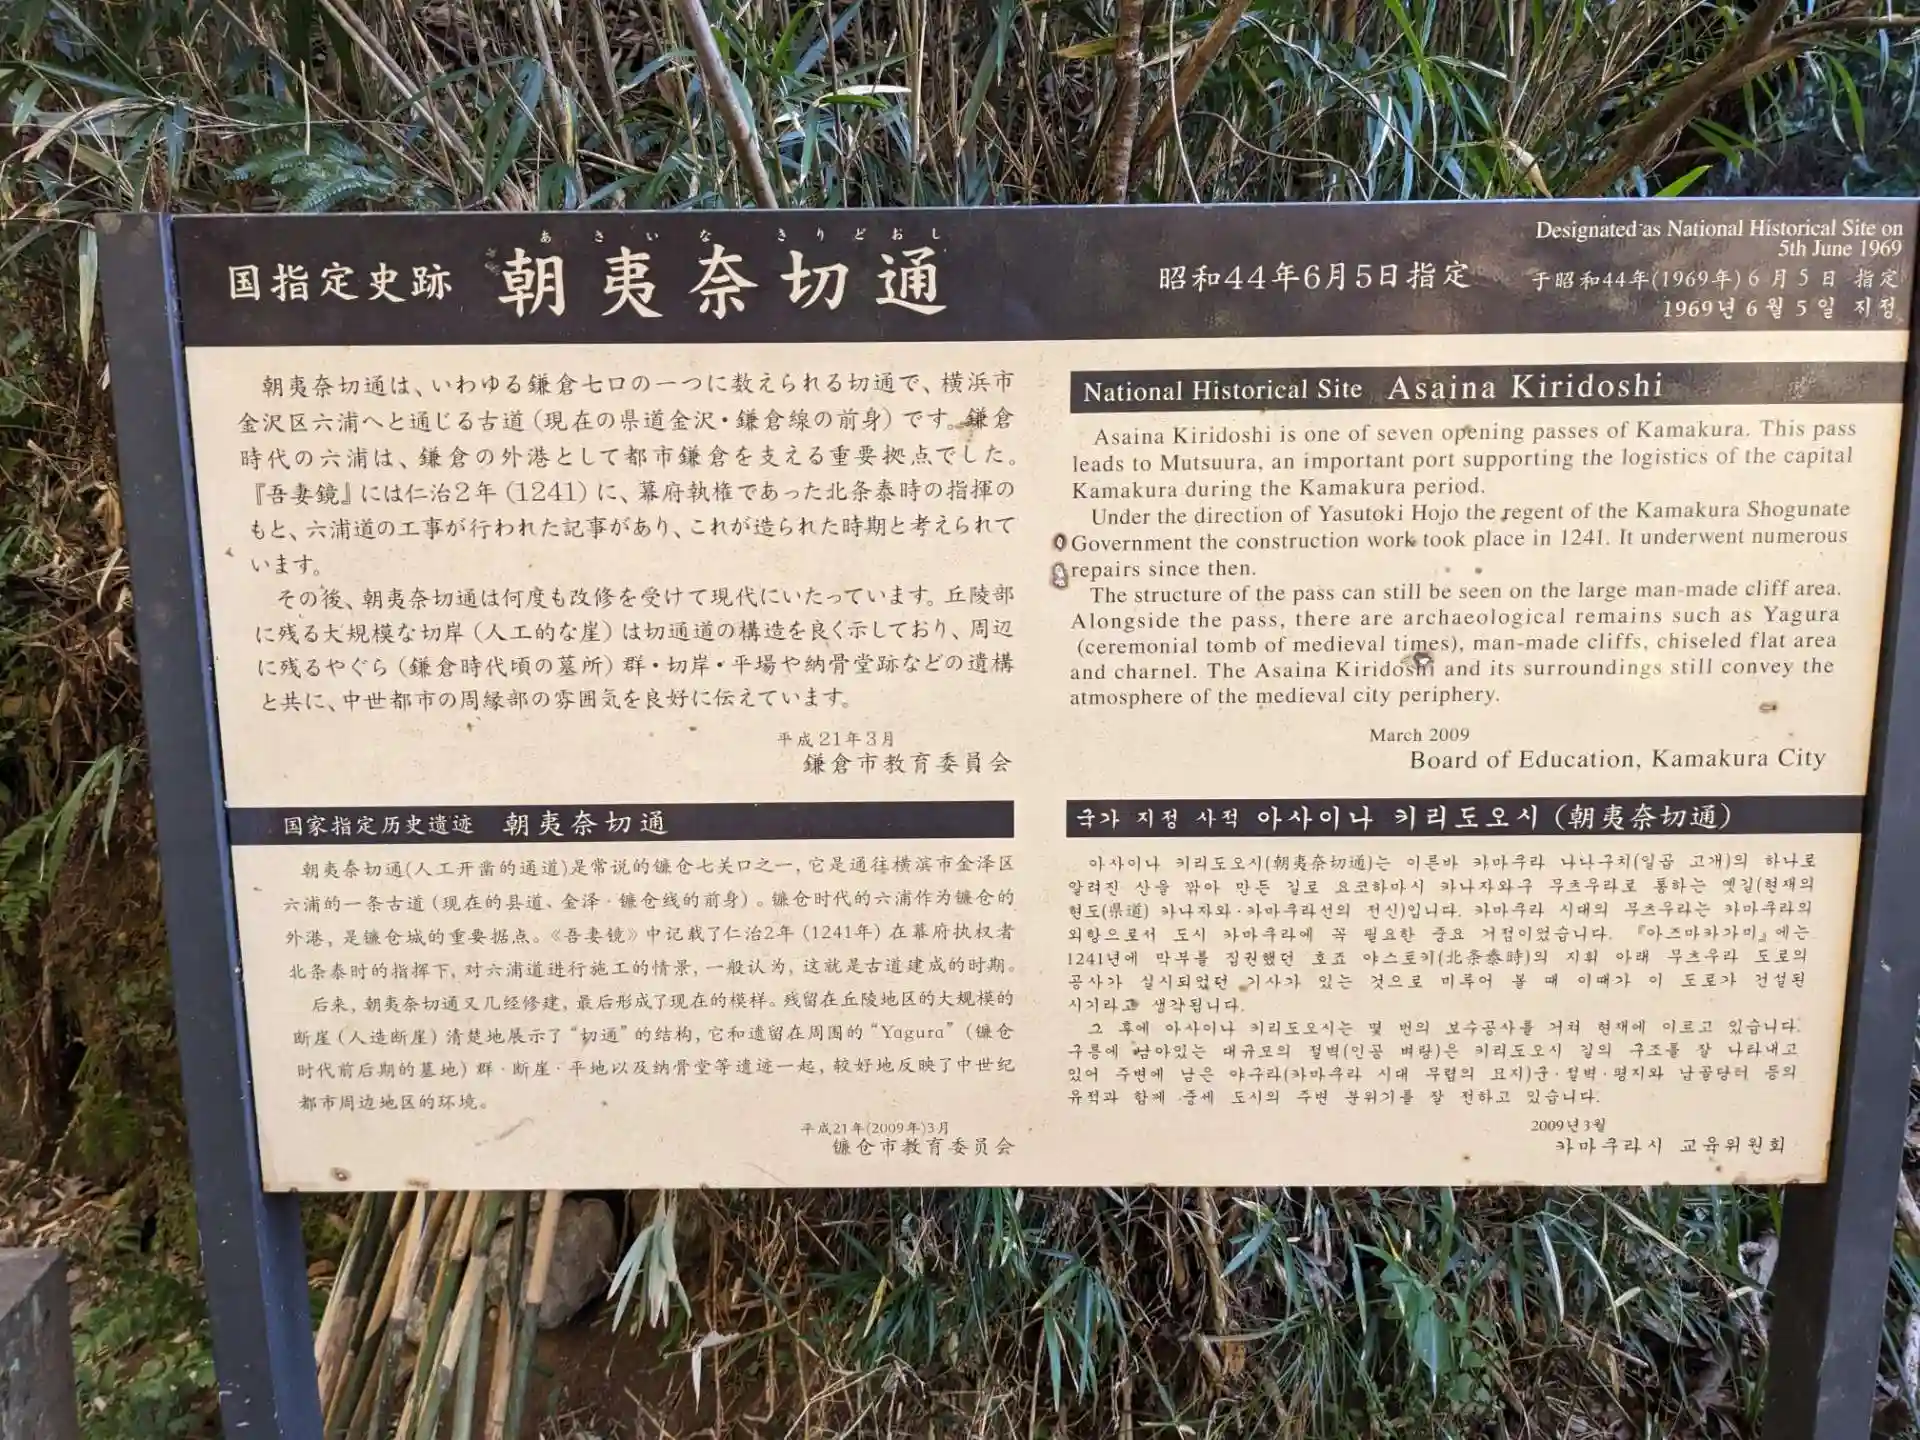 あさいなきりどおし
国指定史跡 朝夷奈切通
昭和44年6月5日指定
Designated as National Historical Site on
5th June 1969
于昭和44年(1969年)6月5日 指定
1969년 6월 5일 지정
朝夷奈切通は、いわゆる鎌倉七口の一つに数えられる切通で、横浜市
金沢区六浦へと通じる古道(現在の県道金沢・鎌倉線の前身)です。鎌倉
時代の六浦は、鎌倉の外港として都市鎌倉を支える重要拠点でした。
『吾妻鏡』には仁治2年(1241)に、幕府執権であった北条泰時の指揮の
もと、六浦道の工事が行われた記事があり、これが造られた時期と考えられて
います。
その後、朝夷奈切通は何度も改修を受けて現代にいたっています。丘陵部
に残る大規模な切岸(人工的な崖)は切通道の構造を良く示しており、周辺
に残るやぐら(鎌倉時代頃の墓所)群・切岸・平場や納骨堂跡などの遺構
と共に、中世都市の周縁部の雰囲気を良好に伝えています。
平成21年3月
鎌倉市教育委員会
National Historical Site Asaina Kiridoshi
Asaina Kiridoshi is one of seven opening passes of Kamakura. This pass
leads to Mutsuura, an important port supporting the logistics of the capital
Kamakura during the Kamakura period.
Under the direction of Yasutoki Hojo the regent of the Kamakura Shogunate
Government the construction work took place in 1241. It underwent numerous
repairs since then.
The structure of the pass can still be seen on the large man-made cliff area.
Alongside the pass, there are archaeological remains such as Yagura
(ceremonial tomb of medieval times), man-made cliffs, chiseled flat area
and charnel. The Asaina Kiridoshi and its surroundings still convey the
atmosphere of the medieval city periphery.
March 2009
Board of Education, Kamakura City
国家指定历史遗迹 朝夷奈切通
朝夷奈切通(人工开凿的通道)是常说的镰仓七关口之一,它是通往横滨市金泽区
六浦的一条古道(现在的县道、金泽·镰仓线的前身)。镰仓时代的六浦作为镰仓的
外港,是镰仓城的重要据点。《吾妻镜》中记载了仁治2年(1241年)在幕府执权者
北条泰时的指挥下,对六浦道进行施工的情景,一般认为,这就是古道建成的时期。
后来,朝夷奈切通又几经修建,最后形成了现在的模样。残留在丘陵地区的大规模的
断崖(人造断崖)清楚地展示了“切通”的结构,它和遗留在周围的“Yagura”(镰仓
时代前后期的墓地)群·断崖·平地以及纳骨堂等遗迹一起,较好地反映了中世纪
都市周边地区的环境。
平成21年(2009年)3月
镰仓市教育委员会
국가 지정 사적 아사이나 키리도오시(朝夷奈切通)
아사이나 키리도오시(朝夷奈切通)는 이른바 카마쿠라 나나쿠치(일곱 고개)의 하나로
알려진 산을 깎아 만든 길로 요코하마시 카나자와구 무츠우라로 통하는 옛길(현재의
현도(県道) 카나자와·카마쿠라선의 전신)입니다. 카마쿠라 시대의 무츠우라는 카마쿠라의
외항으로서 도시 카마쿠라에 꼭 필요한 중요 거점이었습니다. 『아즈마카가미』에는
1241년에 막부를 집권했던 호죠 야스토키(北条泰時)의 지휘 아래 무츠우라 도로의
공사가 실시되었던 기사가 있는 것으로 미루어 볼 때 이때가 이 도로가 건설된
시기라고 생각됩니다.
그 후에 아사이나 키리도오시는 몇 번의 보수공사를 거쳐 현재에 이르고 있습니다.
구릉에 남아있는 대규모의 절벽(인공 벼랑)은 키리도오시 길의 구조를 잘 나타내고
있어 주변에 남은 야구라(카마쿠라 시대 무렵의 묘지)군·절벽·평지와 납골당터 등의
유적과 함께 중세 도시의 주변 분위기를 잘 전하고 있습니다.
2009년 3월
카마쿠라시 교육위원회